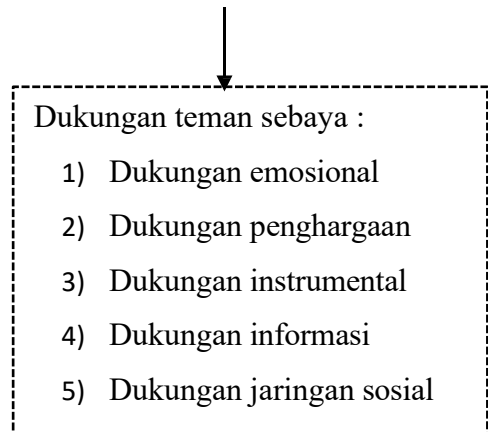 Dukungan teman sebaya :
1) Dukungan emosional
2) Dukungan penghargaan
3) Dukungan instrumental
4) Dukungan informasi
5) Dukungan jaringan sosial